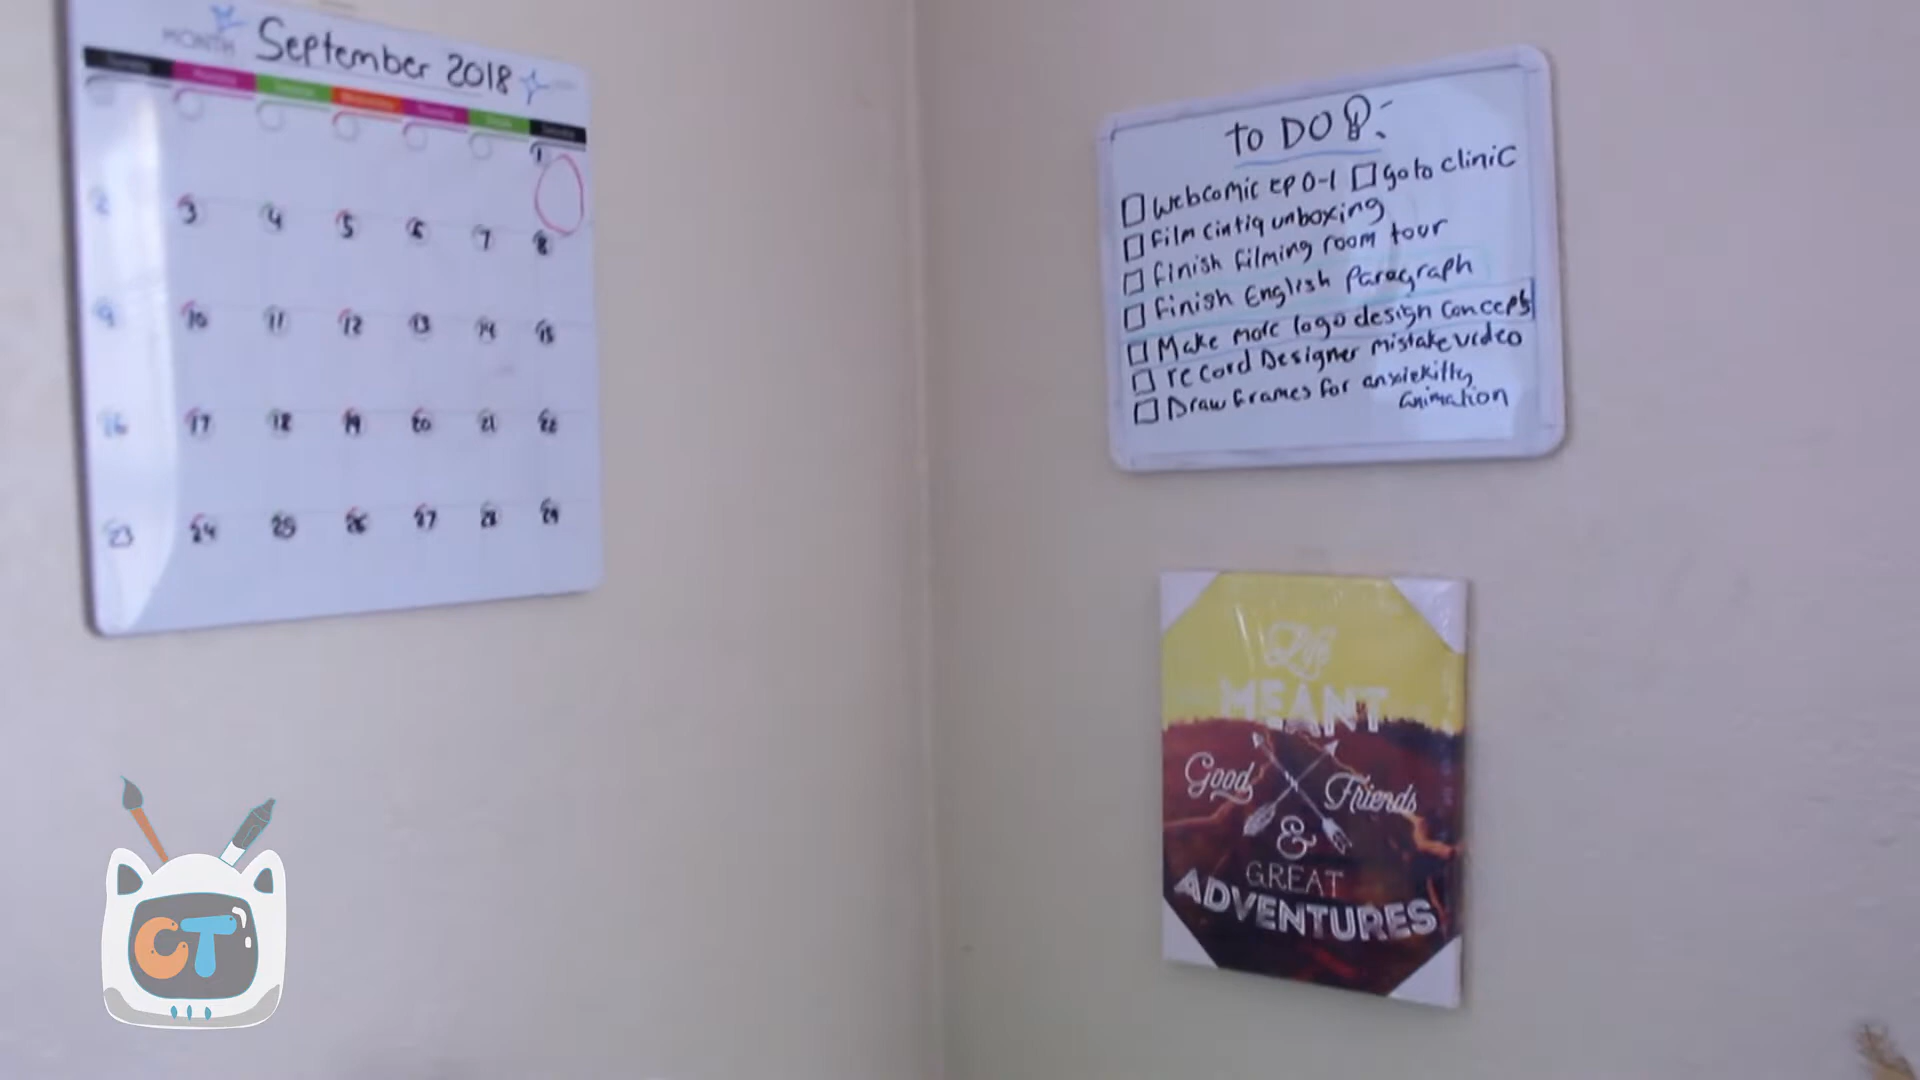 MONTH September 2018
1
2 3 4 5 6 7 8
9 10 11 12 13 14 15
16 17 18 19 20 21 22
23 24 25 26 27 28 29
TO DO
Webcomic EP 0-1 Go to clinic
Film cintiq unboxing
Finish filming room tour
Finish English Paragraph
Make more logo design concepts
record Designer mistake video
Draw frames for anxiekitty
animation
Life
MEANT
Good Friends
&
GREAT
ADVENTURES
CT